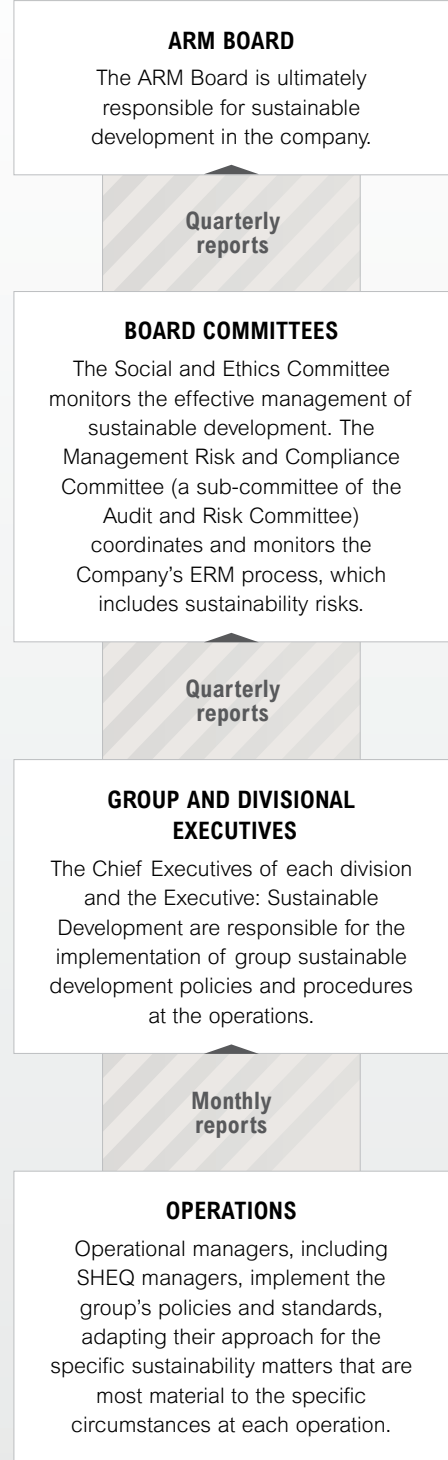 ARM BOARD
The ARM Board is ultimately
responsible for sustainable
development in the company.
Quarterly
reports
BOARD COMMITTEES
The Social and Ethics Committee
monitors the effective management of
sustainable development. The
Management Risk and Compliance
Committee (a sub-committee of the
Audit and Risk Committee)
coordinates and monitors the
Company’s ERM process, which
includes sustainability risks.
Quarterly
reports
GROUP AND DIVISIONAL
EXECUTIVES
The Chief Executives of each division
and the Executive: Sustainable
Development are responsible for the
implementation of group sustainable
development policies and procedures
at the operations.
Monthly
reports
OPERATIONS
Operational managers, including
SHEQ managers, implement the
group’s policies and standards,
adapting their approach for the
specific sustainability matters that are
most material to the specific
circumstances at each operation.